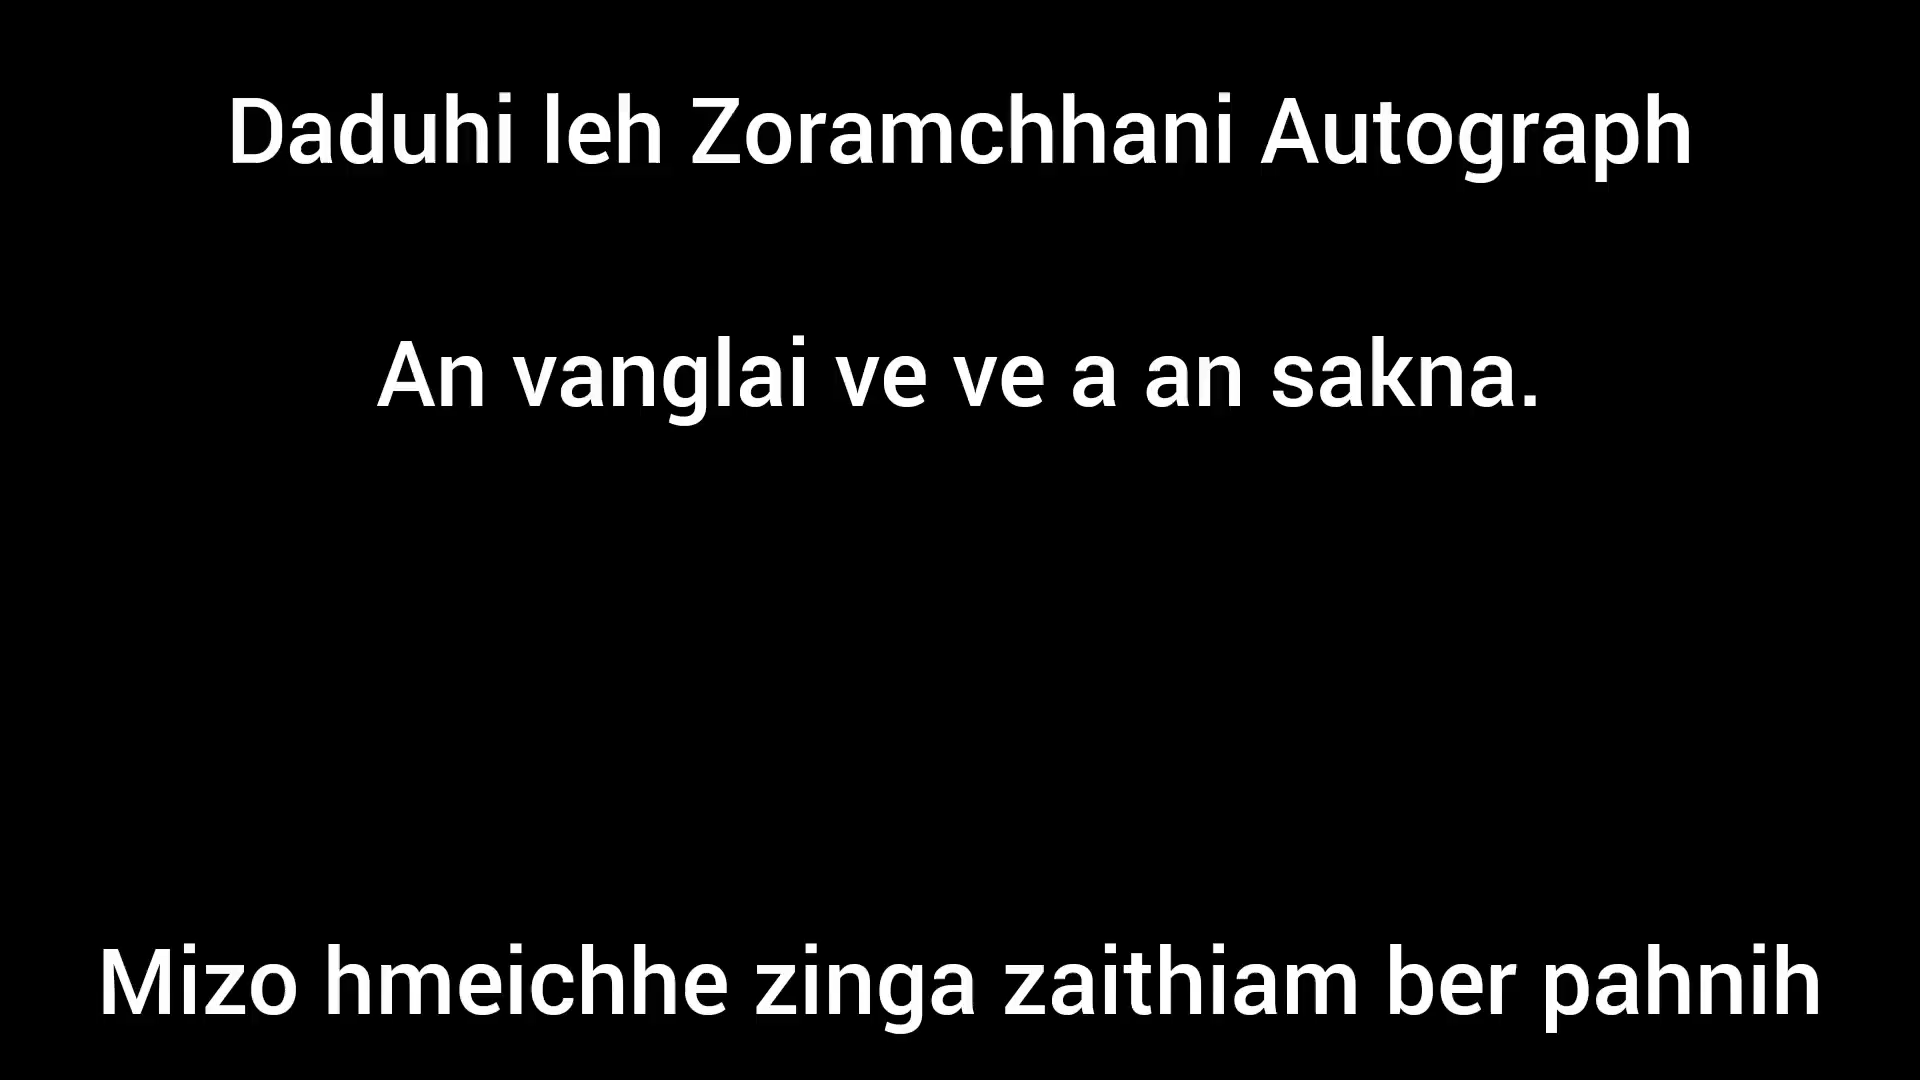 Daduhi leh Zoramchhani Autograph
An vanglai ve ve a an sakna.
Mizo hmeichhe zinga zaithiam ber pahnih